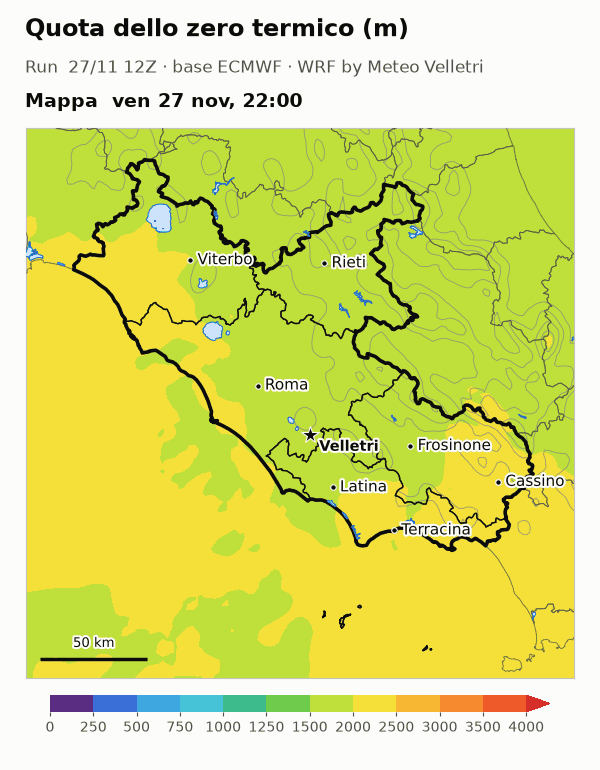 Quota dello zero termico (m)
Run  27/11 12Z · base ECMWF · WRF by Meteo Velletri
Mappa  ven 27 nov, 22:00
Viterbo
Rieti
Roma
Velletri
Frosinone
Latina
Cassino
Terracina
50 km
0 250 500 750 1000 1250 1500 2000 2500 3000 3500 4000